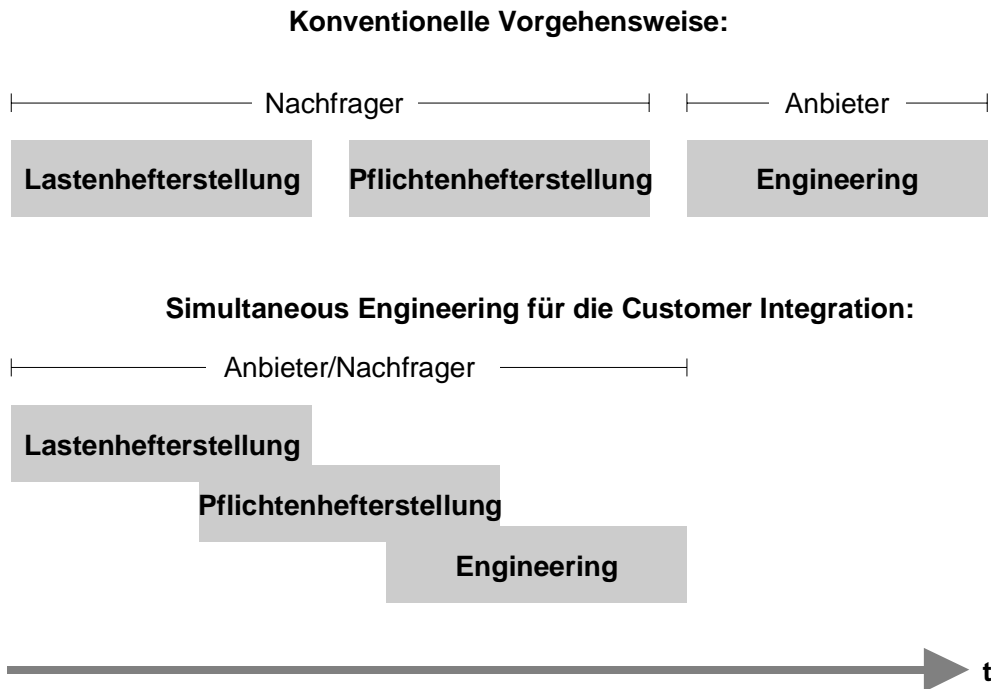 Konventionelle Vorgehensweise:
Nachfrager Anbieter
Lastenhefterstellung Pflichtenhefterstellung Engineering
Simultaneous Engineering für die Customer Integration:
Anbieter/Nachfrager
Lastenhefterstellung
Pflichtenhefterstellung
Engineering
t